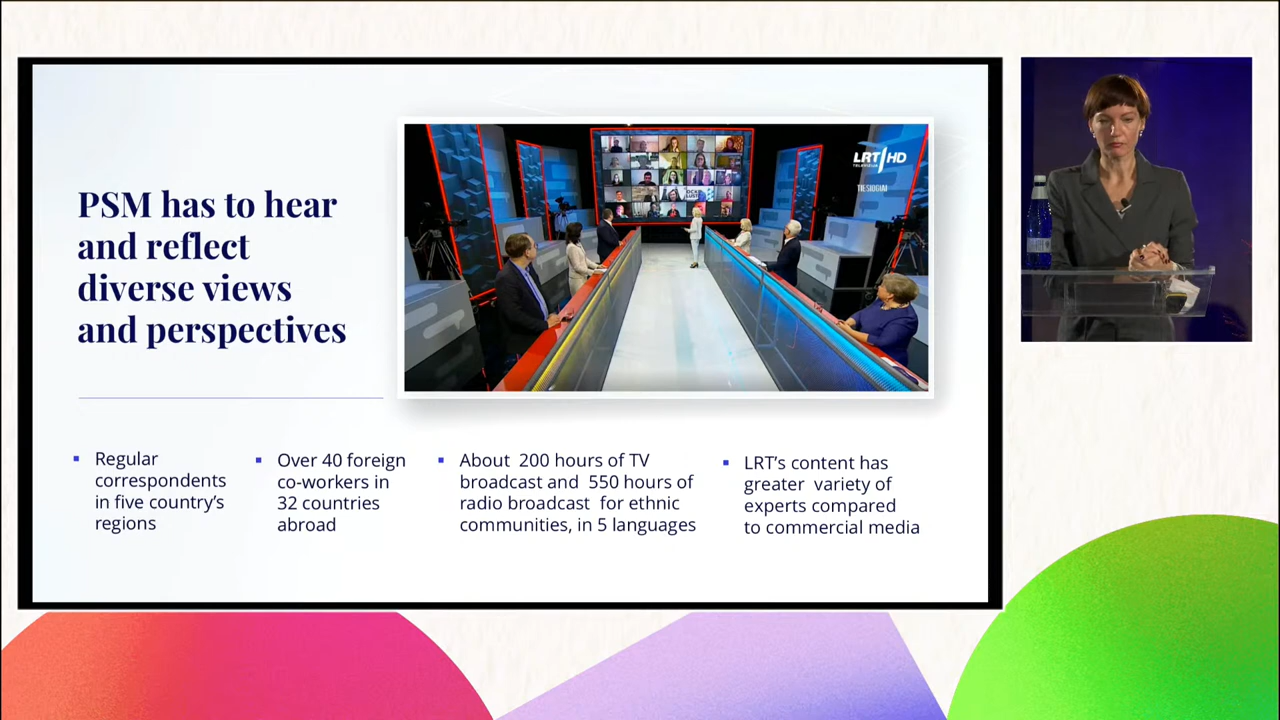 PSM has to hear
and reflect
diverse views
and perspectives
LRT HD
TELEVIZIJA
TIESIOGIAI
▪ Regular
correspondents
in five country's
regions
▪ Over 40 foreign
co-workers in
32 countries
abroad
▪ About 200 hours of TV
broadcast and 550 hours of
radio broadcast for ethnic
communities, in 5 languages
▪ LRT's content has
greater variety of
experts compared
to commercial media